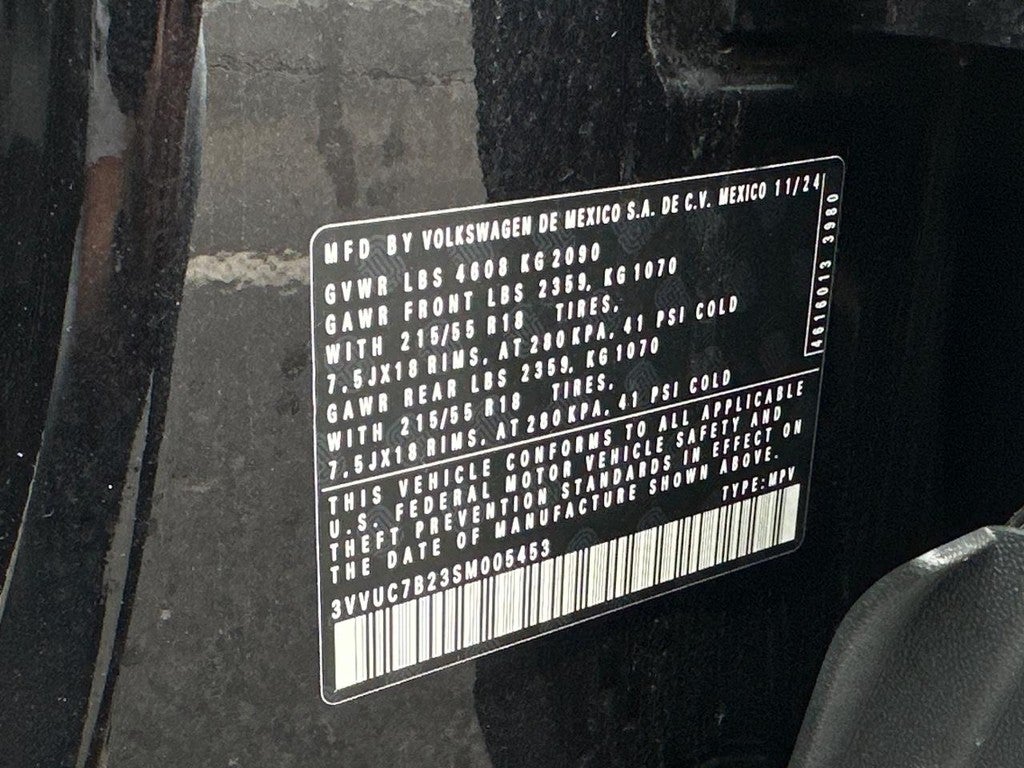 MFD BY VOLKSWAGEN DE MEXICO S.A. DE C.V. MEXICO 11/24
GVWR LBS 4608 KG 2090
GAWR FRONT LBS 2359, KG 1070
WITH 215/55 R18 TIRES,
7,5JX18 RIMS, AT 280 KPA, 41 PSI COLD
GAWR REAR LBS 2359, KG 1070
WITH 215/55 R18 TIRES,
7,5JX18 RIMS, AT 280 KPA, 41 PSI COLD
4616013 3980
THIS VEHICLE CONFORMS TO ALL APPLICABLE
U.S. FEDERAL MOTOR VEHICLE SAFETY AND
THEFT PREVENTION STANDARDS IN EFFECT ON
THE DATE OF MANUFACTURE SHOWN ABOVE.
TYPE: MPV
3VVUC7B23SM005453